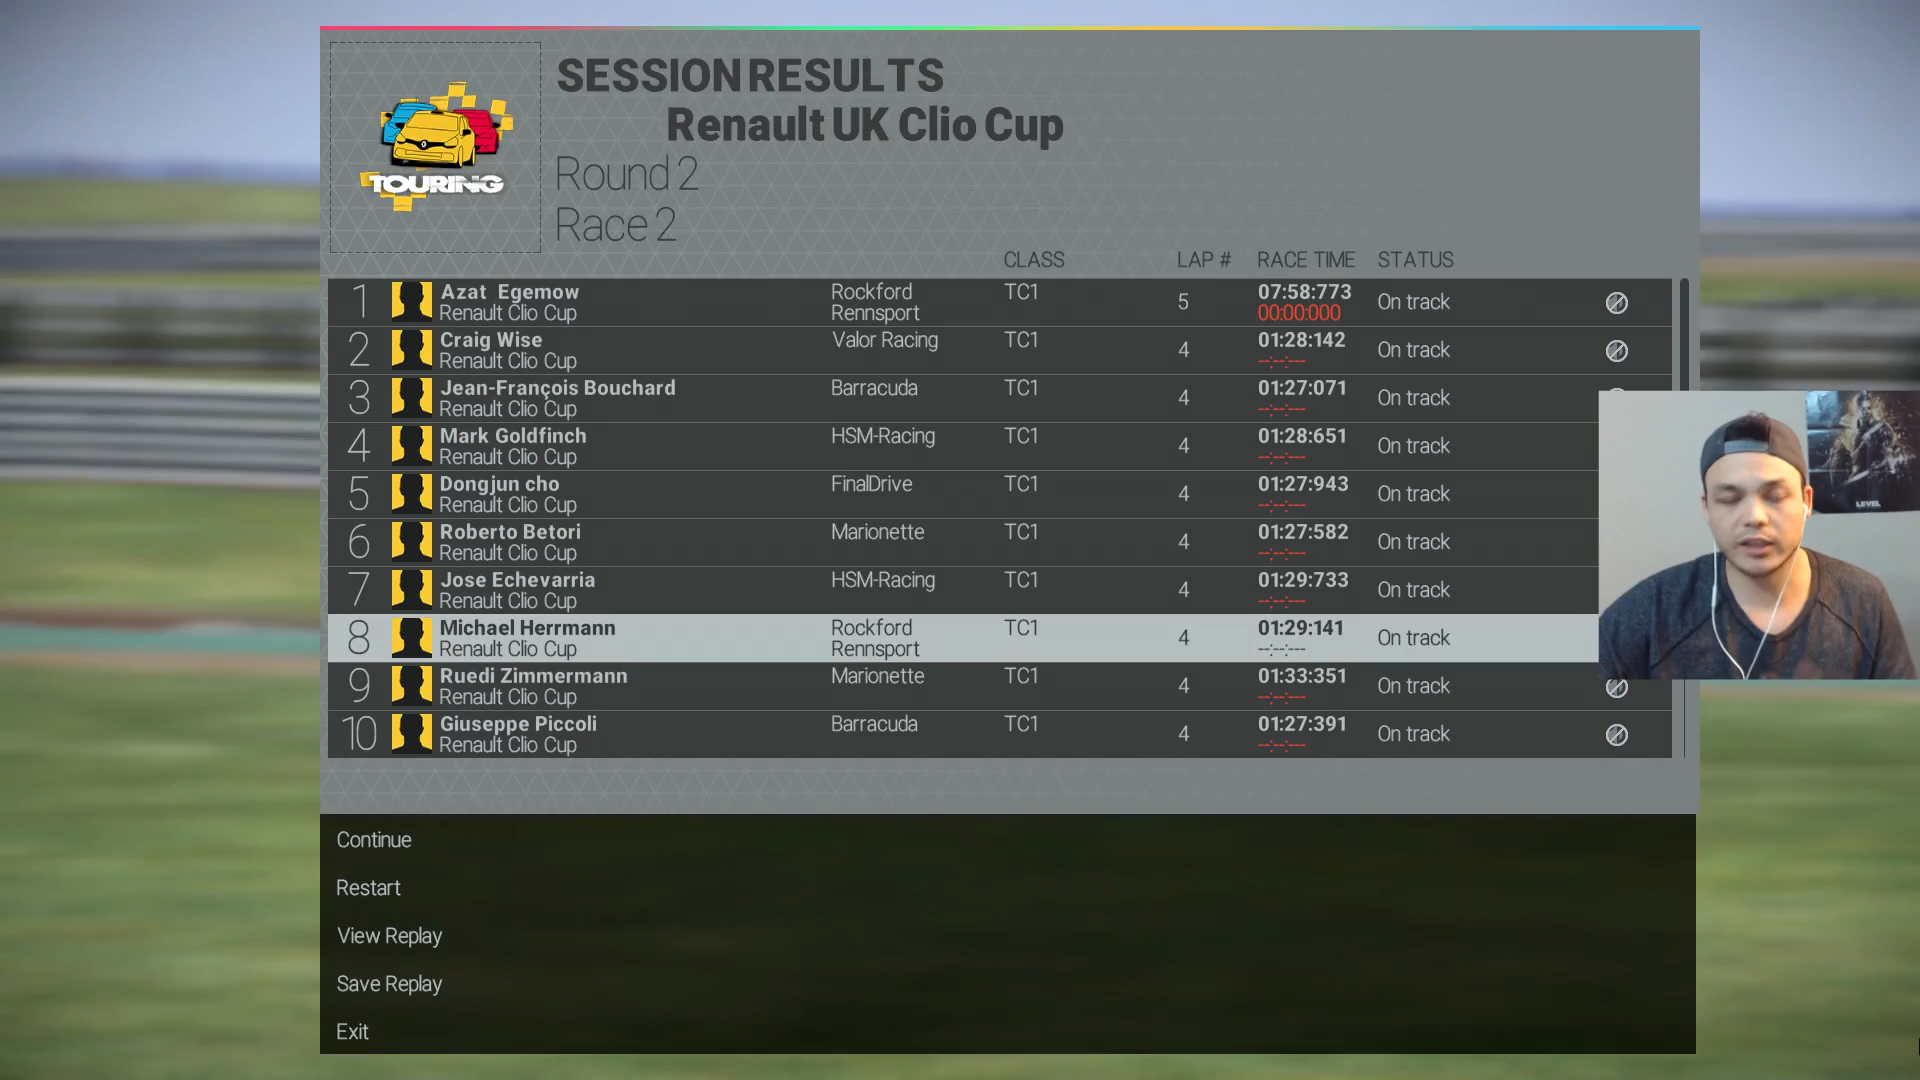 SESSION RESULTS
Renault UK Clio Cup
Round 2
Race 2
TOURING
CLASS LAP # RACE TIME STATUS
1 Azat Egemow Rockford TC1 5 07:58:773 On track
Renault Clio Cup Rennsport 00:00:000
2 Craig Wise Valor Racing TC1 4 01:28:142 On track
Renault Clio Cup --:--:---
3 Jean-François Bouchard Barracuda TC1 4 01:27:071 On track
Renault Clio Cup --:--:---
4 Mark Goldfinch HSM-Racing TC1 4 01:28:651 On track
Renault Clio Cup --:--:---
5 Dongjun cho FinalDrive TC1 4 01:27:943 On track
Renault Clio Cup --:--:---
6 Roberto Betori Marionette TC1 4 01:27:582 On track
Renault Clio Cup --:--:---
7 Jose Echevarria HSM-Racing TC1 4 01:29:733 On track
Renault Clio Cup --:--:---
8 Michael Herrmann Rockford TC1 4 01:29:141 On track
Renault Clio Cup Rennsport --:--:---
9 Ruedi Zimmermann Marionette TC1 4 01:33:351 On track
Renault Clio Cup --:--:---
10 Giuseppe Piccoli Barracuda TC1 4 01:27:391 On track
Renault Clio Cup --:--:---
LEVEL
Continue
Restart
View Replay
Save Replay
Exit